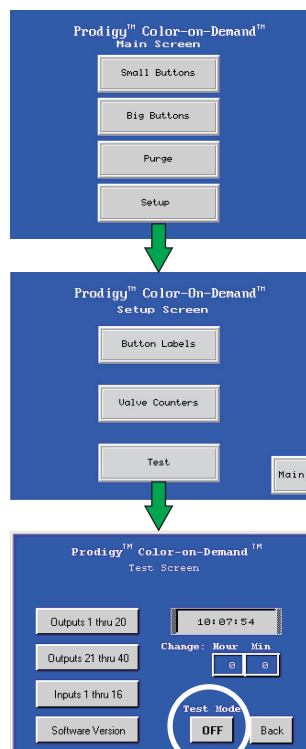 Prodigy™ Color-on-Demand™
Main Screen
Small Buttons
Big Buttons
Purge
Setup
Prodigy™ Color-On-Demand™
Setup Screen
Button Labels
Valve Counters
Test
Main
Prodigy™ Color-on-Demand ™
Test Screen
Outputs 1 thru 20
10:07:54
Change: Hour Min
Outputs 21 thru 40
0 0
Inputs 1 thru 16
Test Mode
Software Version
OFF
Back